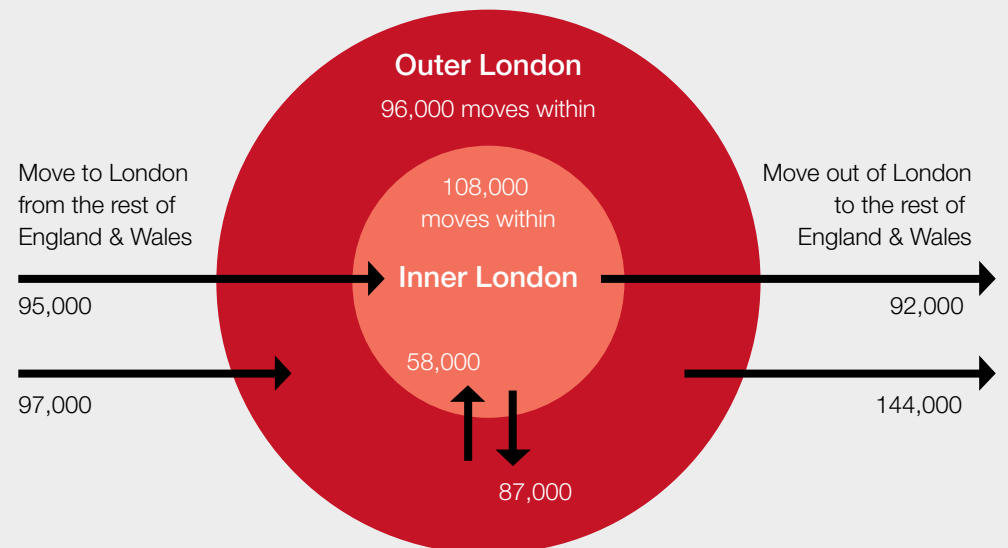 Outer London
96,000 moves within
Move to London
from the rest of
England & Wales
95,000
97,000
108,000
moves within
Inner London
58,000
87,000
Move out of London
to the rest of
England & Wales
92,000
144,000